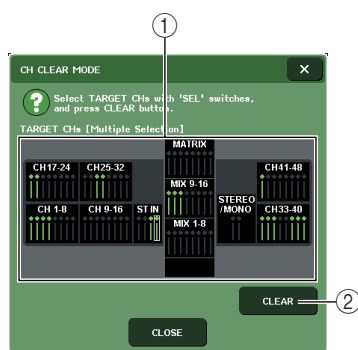 ①
CH CLEAR MODE
×
? Select TARGET CHs with 'SEL' switches,
and press CLEAR button.
TARGET CHs [Multiple Selection]
MATRIX
CH17-24 CH25-32 CH41-48
MIX 9-16
STEREO
/MONO
CH 1-8 CH 9-16 ST IN CH33-40
MIX 1-8
CLEAR ②
CLOSE